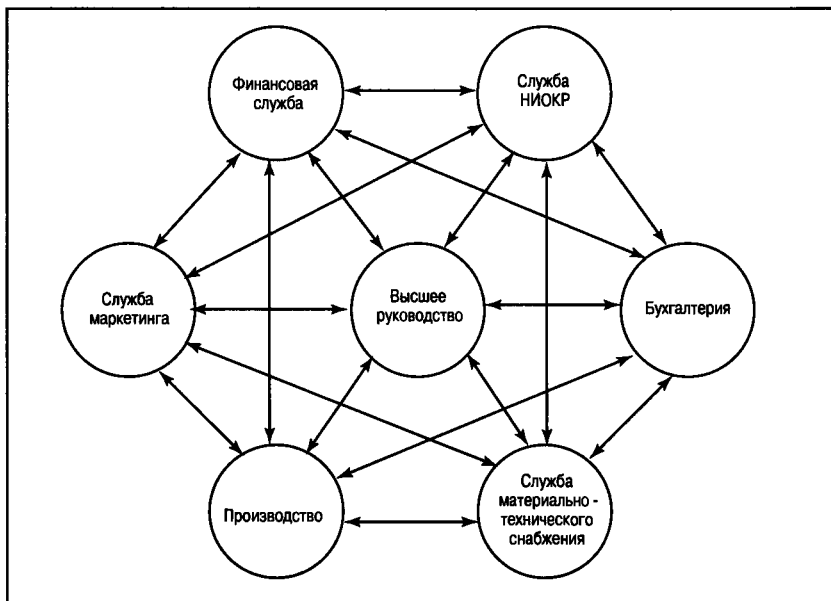 Финансовая
служба
Служба
НИОКР
Служба
маркетинга
Высшее
руководство
Бухгалтерия
Производство
Служба
материально -
технического
снабжения